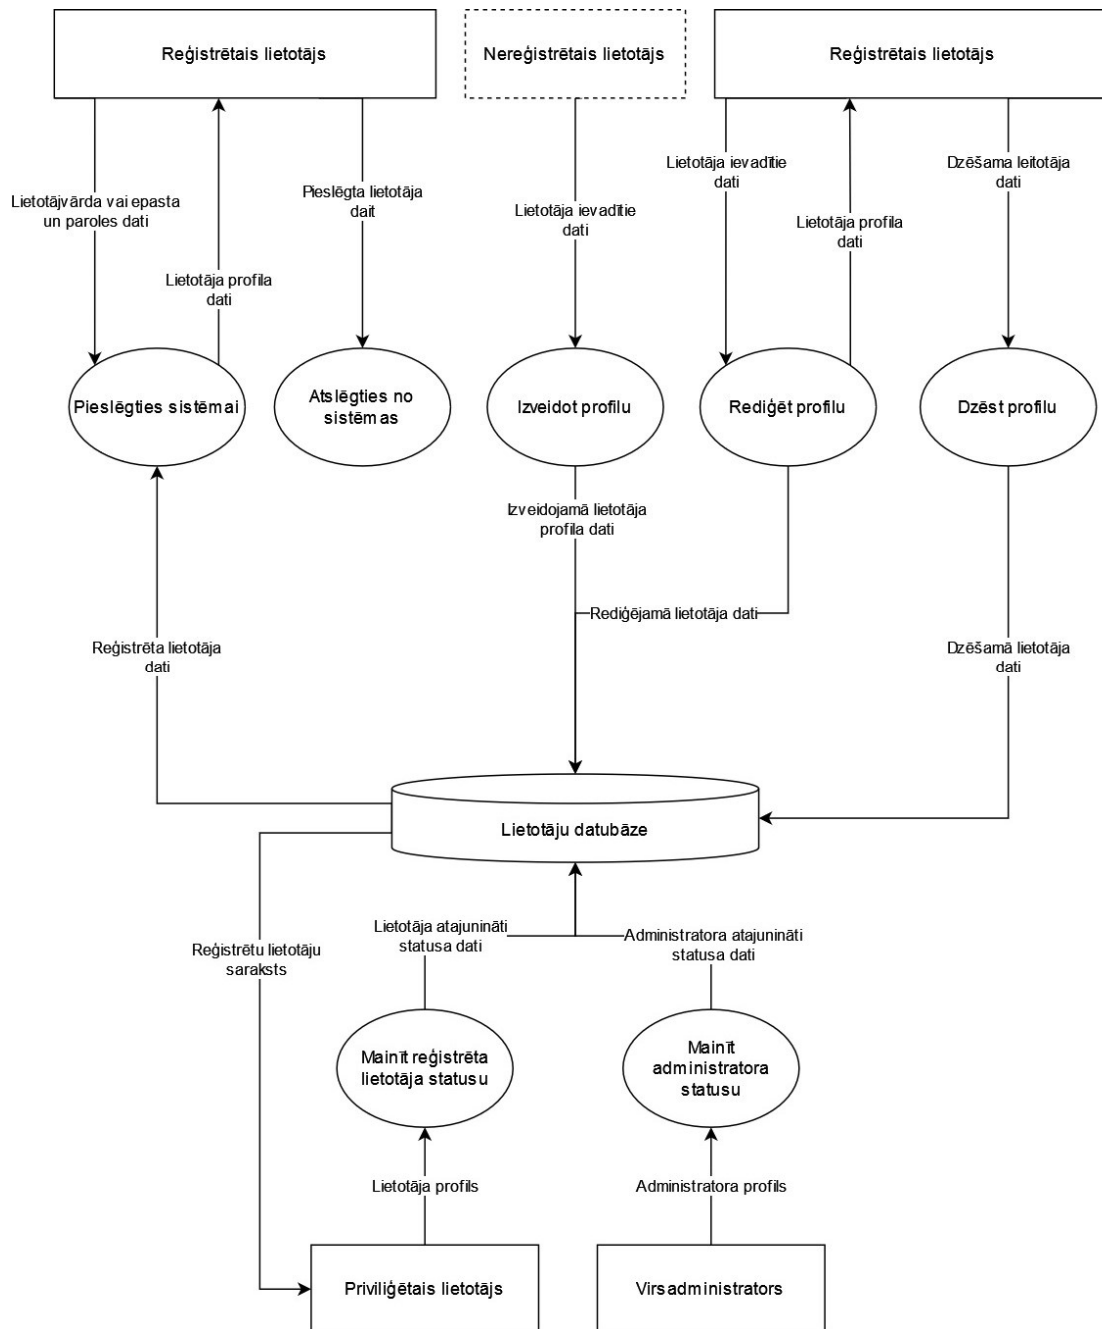 Reģistrētais lietotājs
Nereģistrētais lietotājs
Reģistrētais lietotājs
Lietotājvārda vai epasta
un paroles dati
Lietotāja profila
dati
Pieslēgta lietotāja
dait
Lietotāja ievadītie
dati
Lietotāja ievadītie
dati
Lietotāja profila
dati
Dzēšama leitotāja
dati
Pieslēgties sistēmai
Atslēgties no
sistēmas
Izveidot profilu
Rediģēt profilu
Dzēst profilu
Izveidojamā lietotāja
profila dati
Rediģējamā lietotāja dati
Reģistrēta lietotāja
dati
Dzēšamā lietotāja
dati
Lietotāju datubāze
Reģistrētu lietotāju
saraksts
Lietotāja atajunināti
statusa dati
Administratora atajunināti
statusa dati
Mainīt reģistrēta
lietotāja statusu
Mainīt
administratora
statusu
Lietotāja profils
Administratora profils
Priviliģētais lietotājs
Virsadministrators